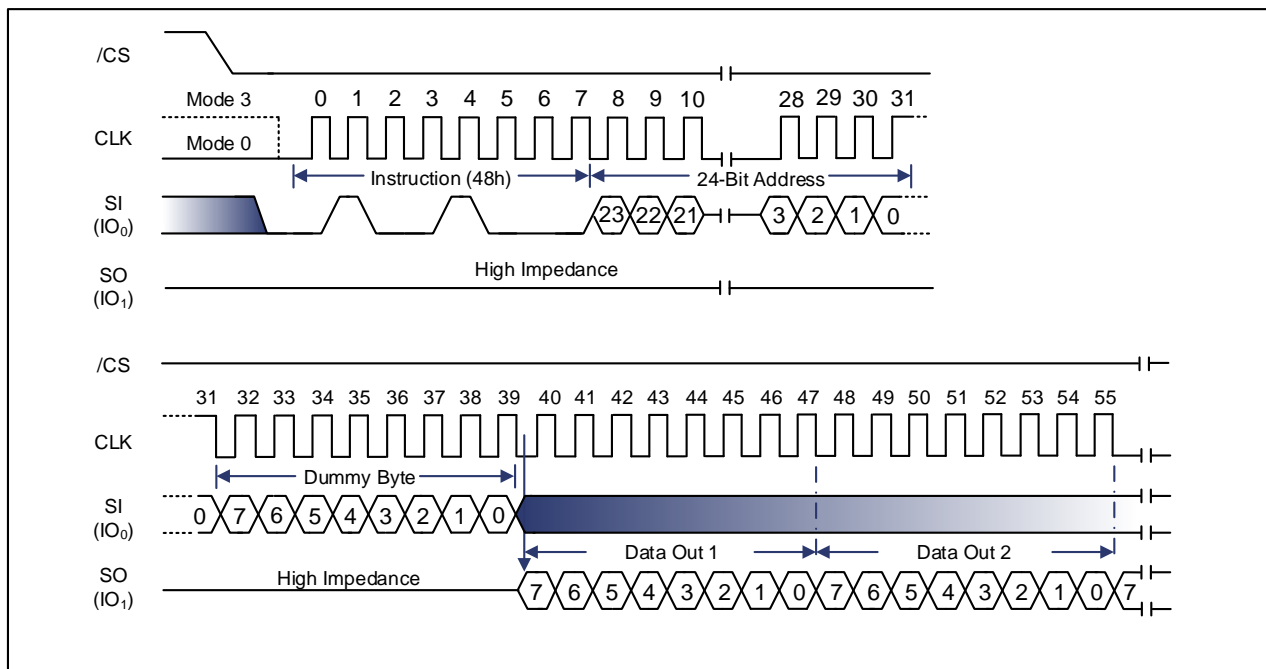 /CS
Mode 3 0 1 2 3 4 5 6 7 8 9 10 28 29 30 31
CLK Mode 0
Instruction (48h) 24-Bit Address
SI
(IO₀) 23 22 21 3 2 1 0
High Impedance
SO
(IO₁)
/CS
31 32 33 34 35 36 37 38 39 40 41 42 43 44 45 46 47 48 49 50 51 52 53 54 55
CLK
Dummy Byte
SI
(IO₀) 0 7 6 5 4 3 2 1 0
Data Out 1 Data Out 2
High Impedance
SO
(IO₁) 7 6 5 4 3 2 1 0 7 6 5 4 3 2 1 0 7